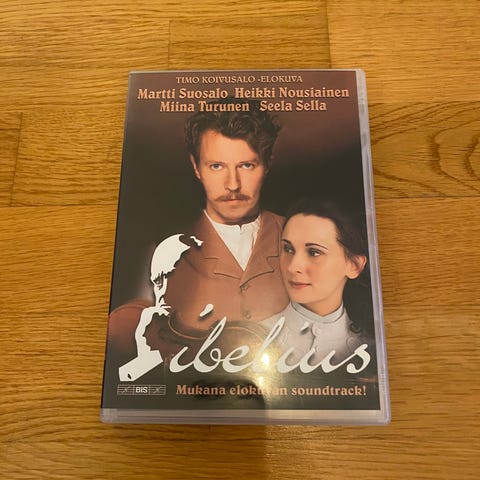 TIMO KOIVUSALO -ELOKUVA
Martti Suosalo Heikki Nousiainen
Miina Turunen Seela Sella
Sibelius
BIS
Mukana elokuvan soundtrack!